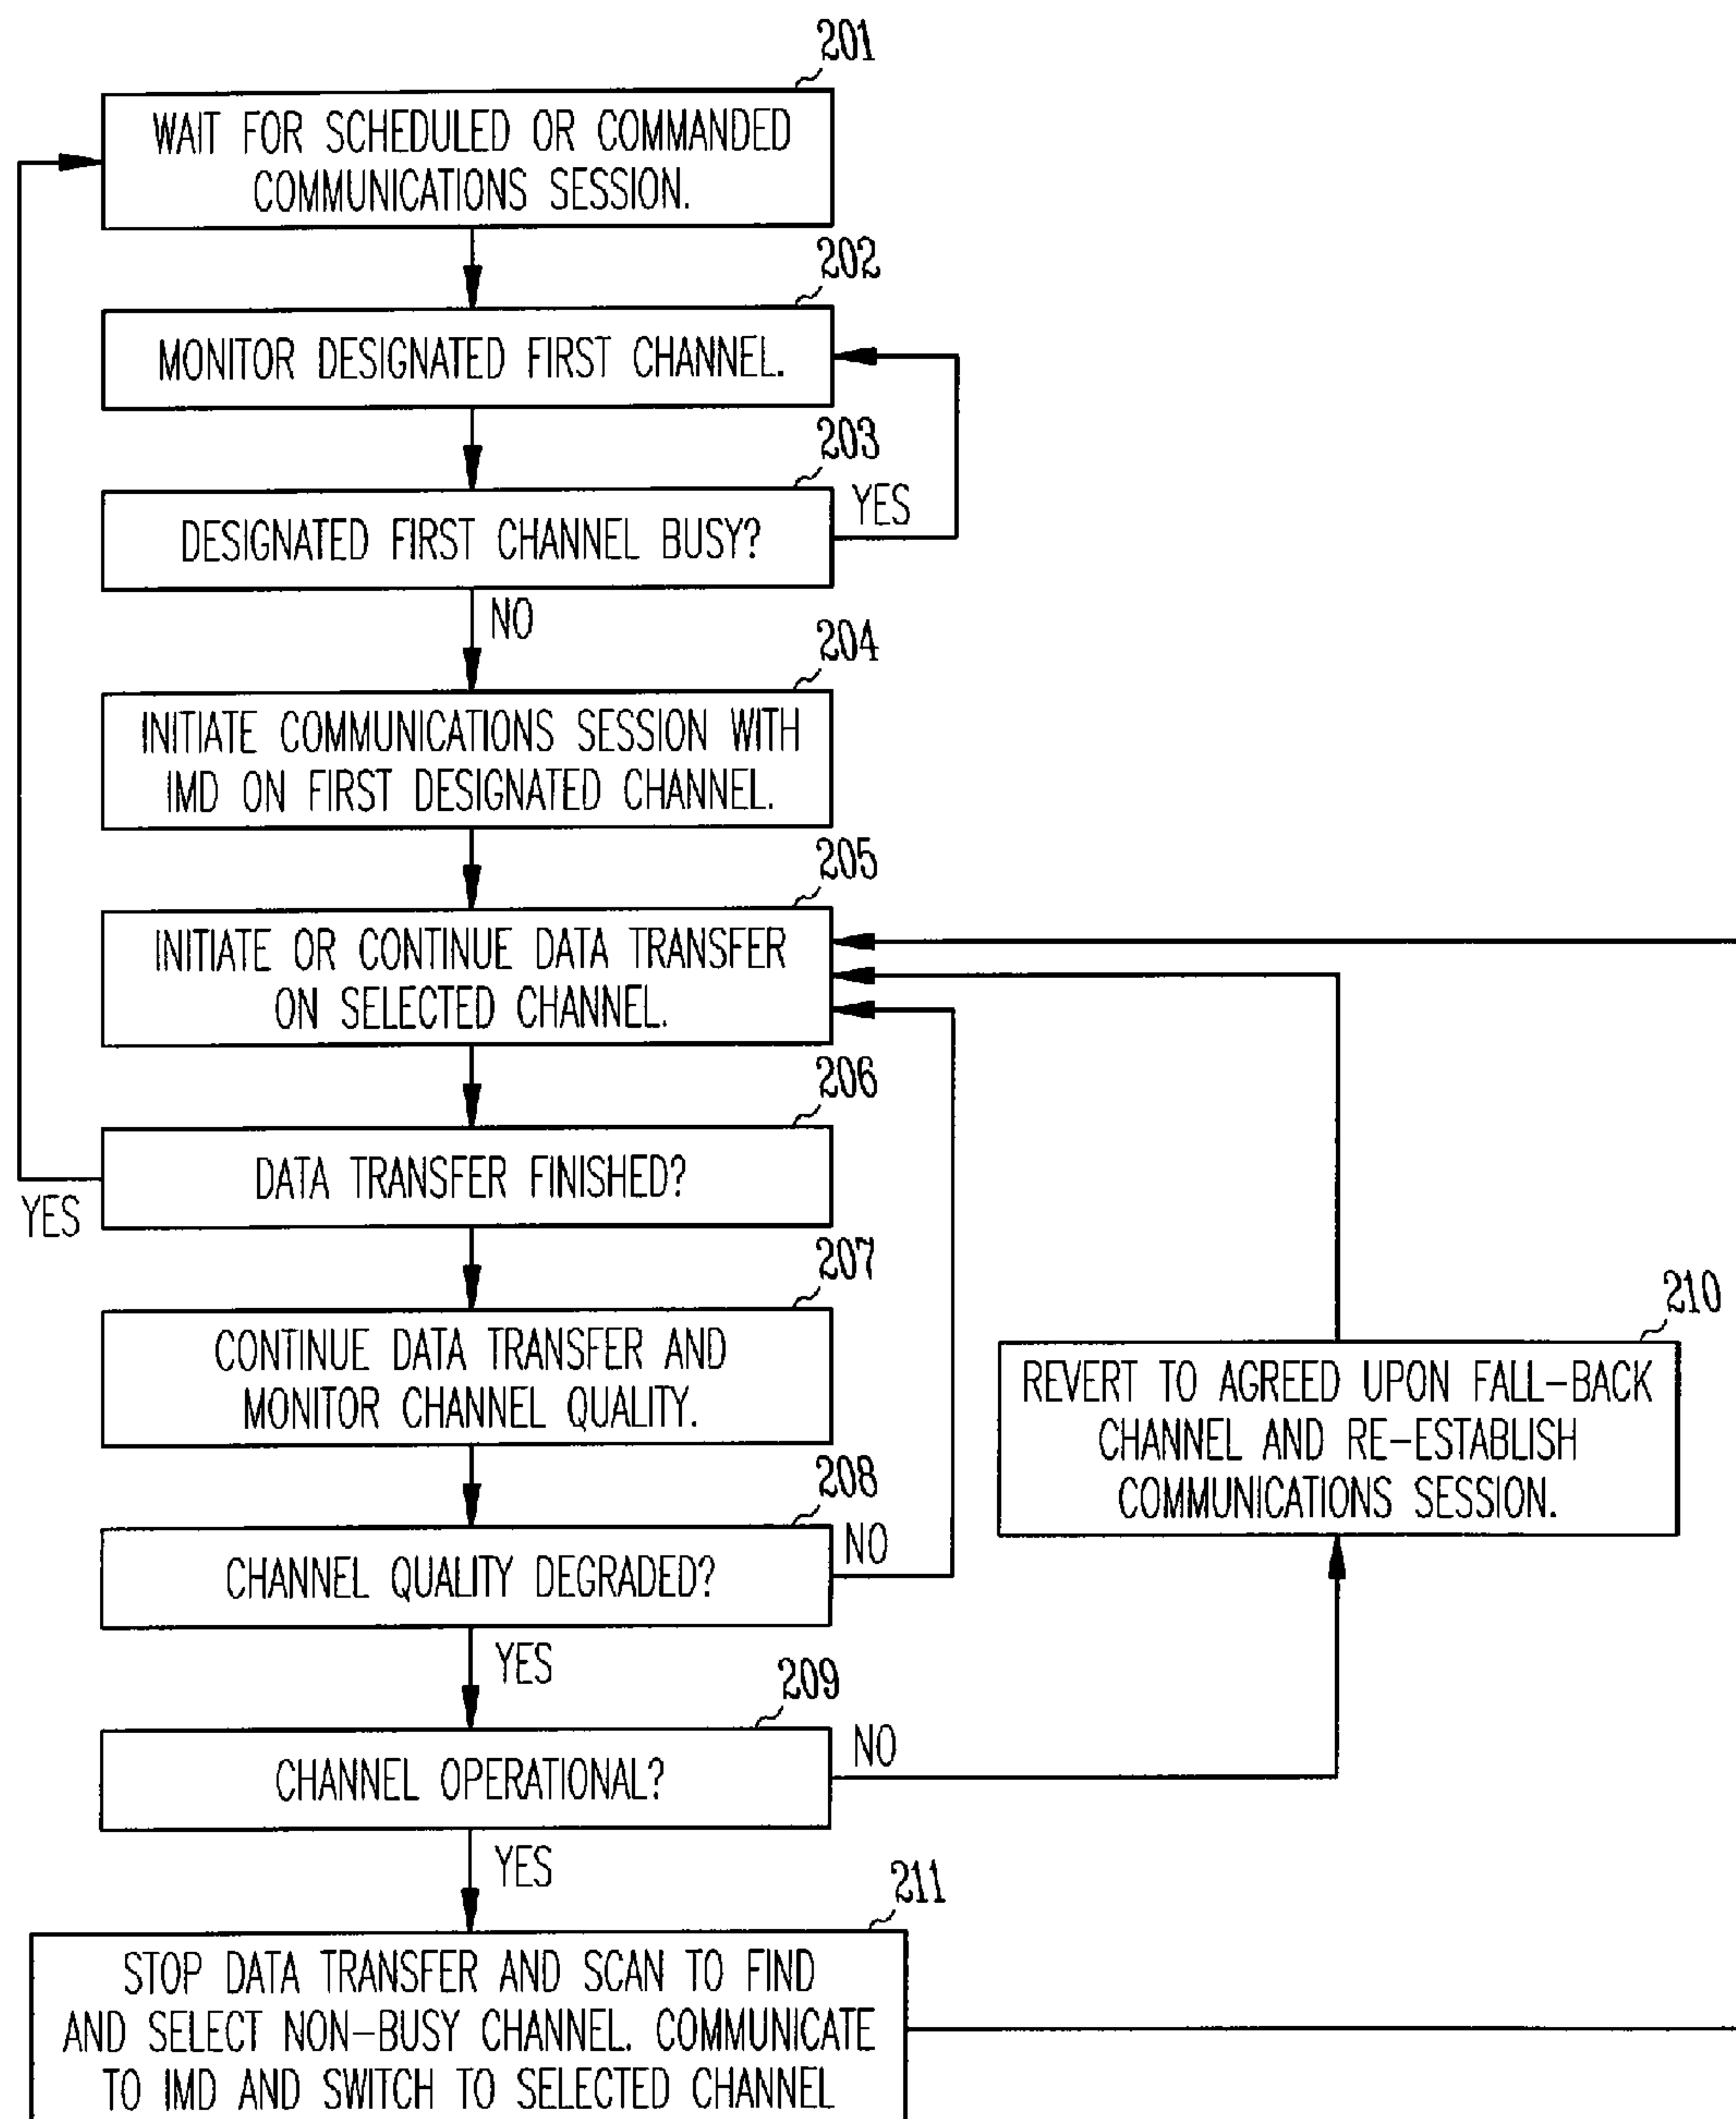 201
WAIT FOR SCHEDULED OR COMMANDED
COMMUNICATIONS SESSION.
202
MONITOR DESIGNATED FIRST CHANNEL.
203
DESIGNATED FIRST CHANNEL BUSY?
YES
NO
204
INITIATE COMMUNICATIONS SESSION WITH
IMD ON FIRST DESIGNATED CHANNEL.
205
INITIATE OR CONTINUE DATA TRANSFER
ON SELECTED CHANNEL.
206
DATA TRANSFER FINISHED?
YES
207
CONTINUE DATA TRANSFER AND
MONITOR CHANNEL QUALITY.
208
CHANNEL QUALITY DEGRADED?
NO
YES
209
CHANNEL OPERATIONAL?
NO
YES
210
REVERT TO AGREED UPON FALL-BACK
CHANNEL AND RE-ESTABLISH
COMMUNICATIONS SESSION.
211
STOP DATA TRANSFER AND SCAN TO FIND
AND SELECT NON-BUSY CHANNEL. COMMUNICATE
TO IMD AND SWITCH TO SELECTED CHANNEL